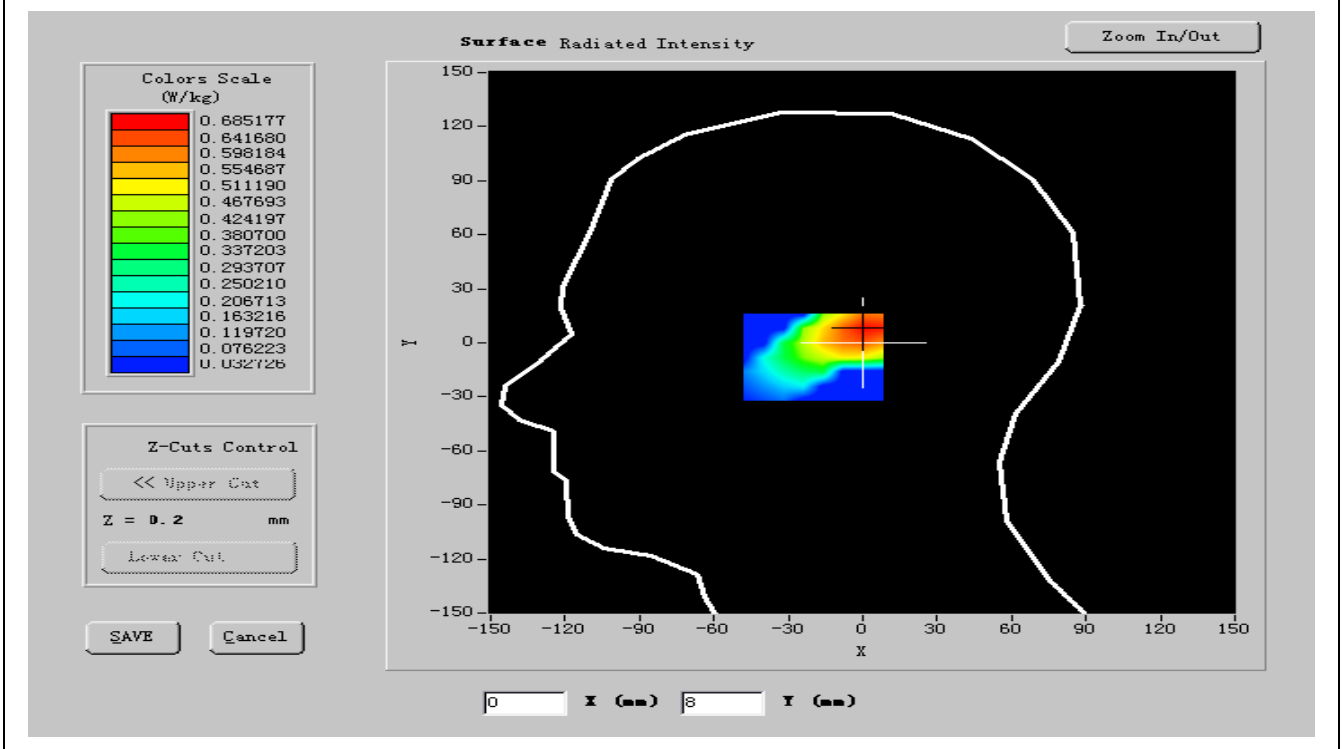 Surface Radiated Intensity
Zoom In/Out
Colors Scale
(W/kg)
0.685177
0.641680
0.598184
0.554687
0.511190
0.467693
0.424197
0.380700
0.337203
0.293707
0.250210
0.206713
0.163216
0.119720
0.076223
0.032726
Z-Cuts Control
<< Upper Cut
Z = 0.2 mm
Lower Cut
SAVE
Cancel
150
120
90
60
30
0
-30
-60
-90
-120
-150
Y
-150 -120 -90 -60 -30 0 30 60 90 120 150
X
0 X (mm) 8 Y (mm)